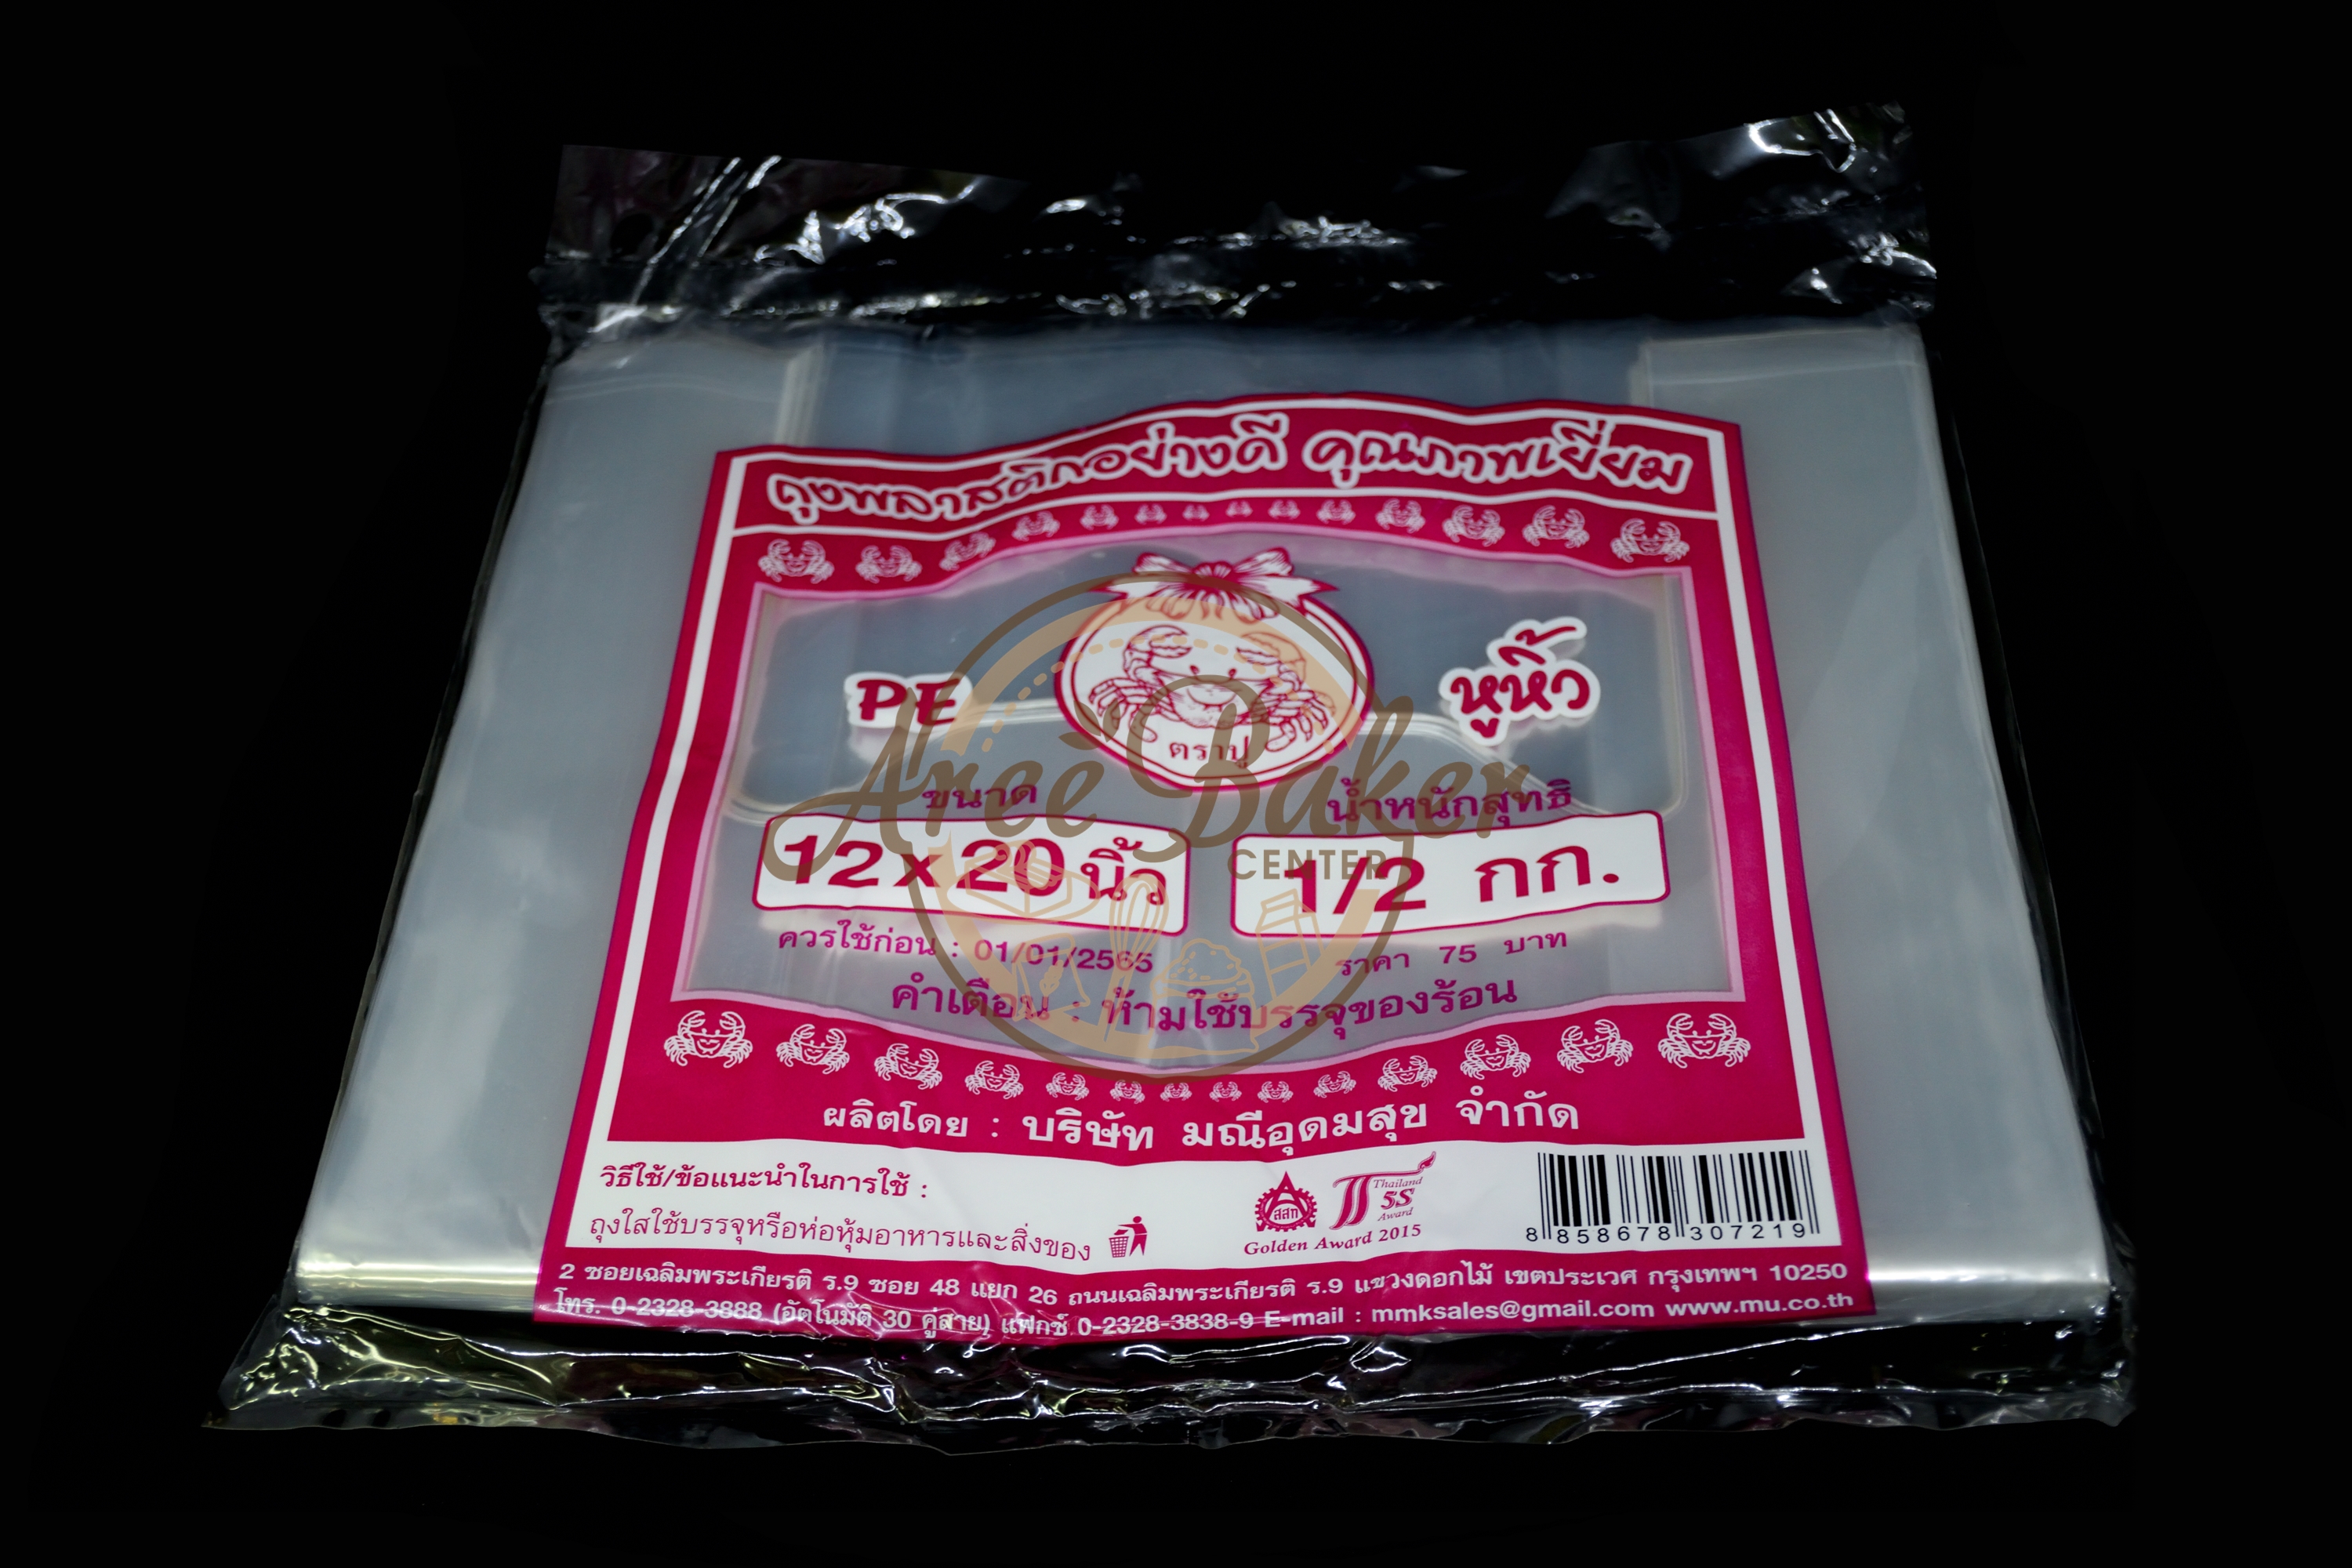 ถุงพลาสติกอย่างดี คุณภาพเยี่ยม
PE
หูหิ้ว
ตราปู
Aree Baker
CENTER
ขนาด
น้ำหนักสุทธิ
12x20 นิ้ว
1/2 กก.
ควรใช้ก่อน : 01/01/2565
ราคา 75 บาท
คำเตือน : ห้ามใช้บรรจุของร้อน
ผลิตโดย : บริษัท มณีอุดมสุข จำกัด
วิธีใช้/ข้อแนะนำในการใช้ :
ถุงใสใช้บรรจุหรือห่อหุ้มอาหารและสิ่งของ
สสท
Thailand
5S
Award
Golden Award 2015
8 858678 307219
2 ซอยเฉลิมพระเกียรติ ร.9 ซอย 48 แยก 26 ถนนเฉลิมพระเกียรติ ร.9 แขวงดอกไม้ เขตประเวศ กรุงเทพฯ 10250
โทร. 0-2328-3888 (อัตโนมัติ 30 คู่สาย) แฟกซ์ 0-2328-3838-9 E-mail : mmksales@gmail.com www.mu.co.th